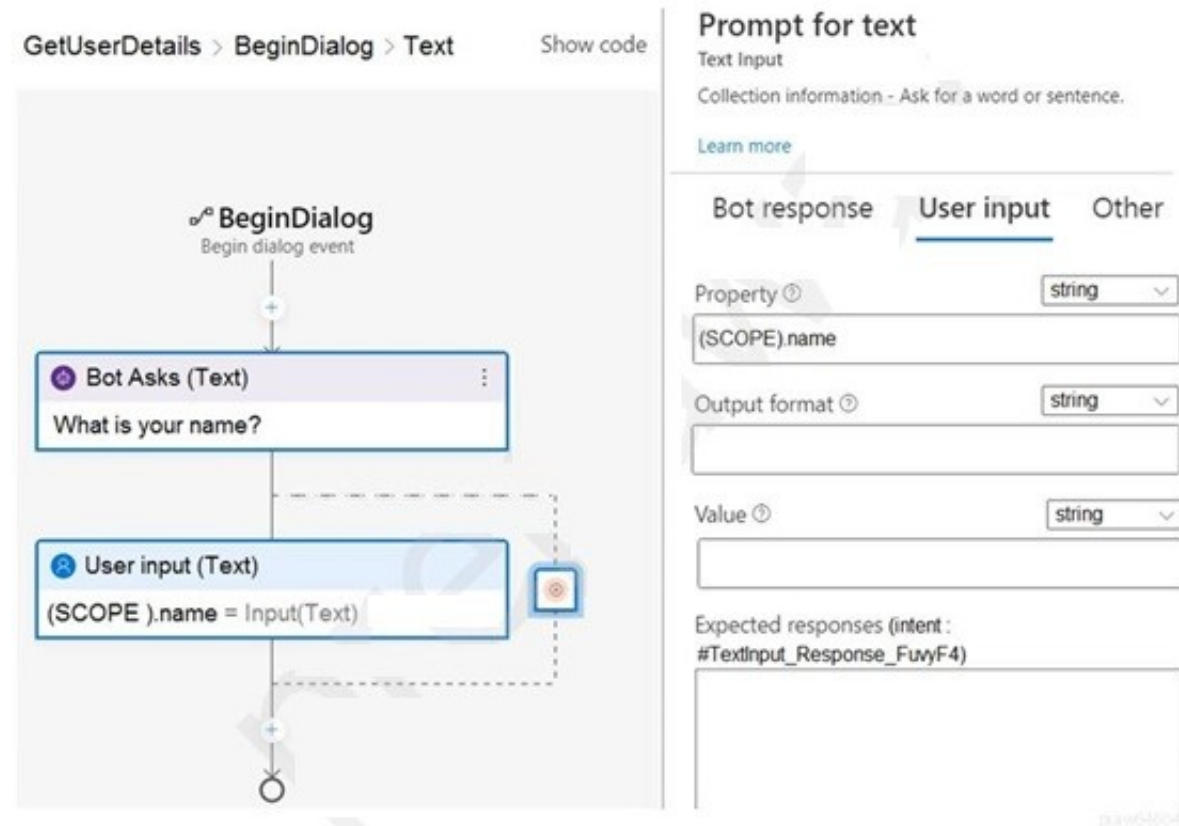 GetUserDetails > BeginDialog > Text
Show code
BeginDialog
Begin dialog event
Bot Asks (Text)
What is your name?
User input (Text)
(SCOPE ).name = Input(Text)
Prompt for text
Text Input
Collection information - Ask for a word or sentence.
Learn more
Bot response User input Other
Property string
(SCOPE).name
Output format string
Value string
Expected responses (intent :
#TextInput_Response_FuvyF4)